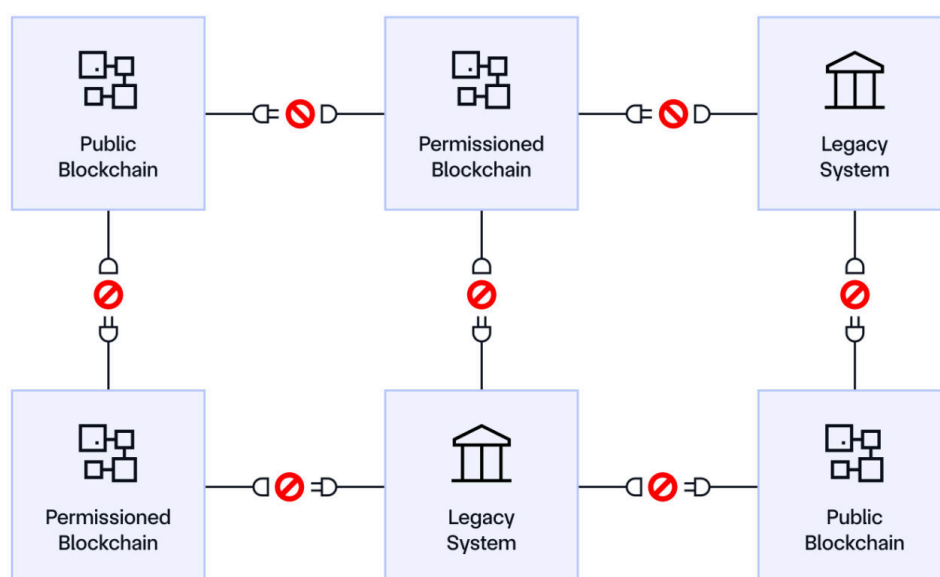 Public
Blockchain
Permissioned
Blockchain
Legacy
System
Permissioned
Blockchain
Legacy
System
Public
Blockchain